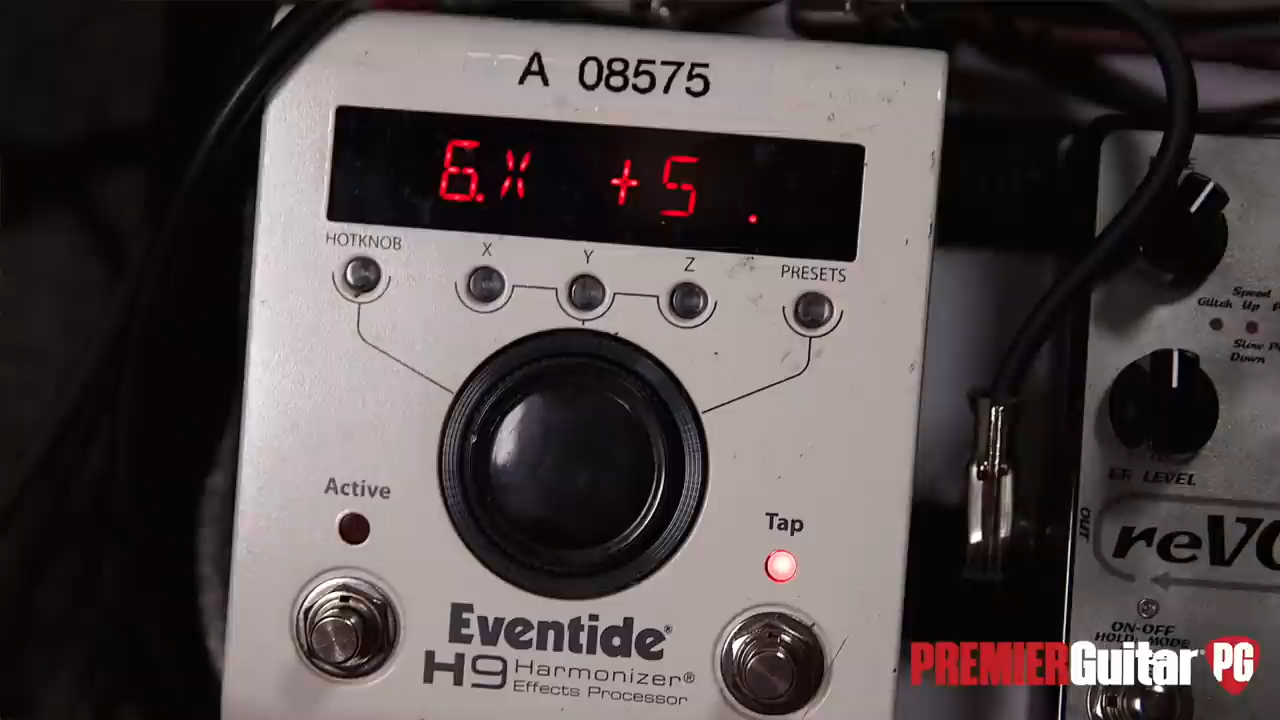 A 08575
6.X +5 .
HOTKNOB X Y Z PRESETS
Speed
Glitch Up
Slow
Down
Active
Tap
LEVEL
OUT
Eventide®
H9 Harmonizer®
Effects Processor
ON-OFF
HOLD MODE
PREMIERGuitar PG